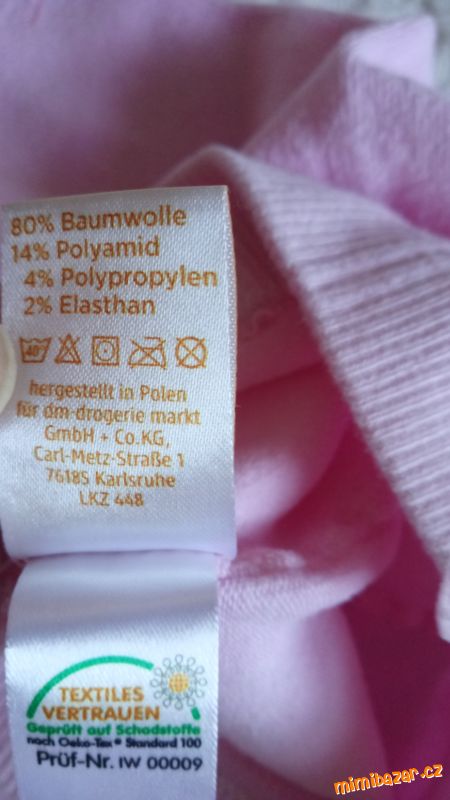 80% Baumwolle
14% Polyamid
4% Polypropylen
2% Elasthan
40
hergestellt in Polen
für dm-drogerie markt
GmbH + Co.KG,
Carl-Metz-Straße 1
76185 Karlsruhe
LKZ 448
TEXTILES
VERTRAUEN
Geprüft auf Schadstoffe
nach Oeko-Tex® Standard 100
Prüf-Nr. IW 00009
mimibazar.cz